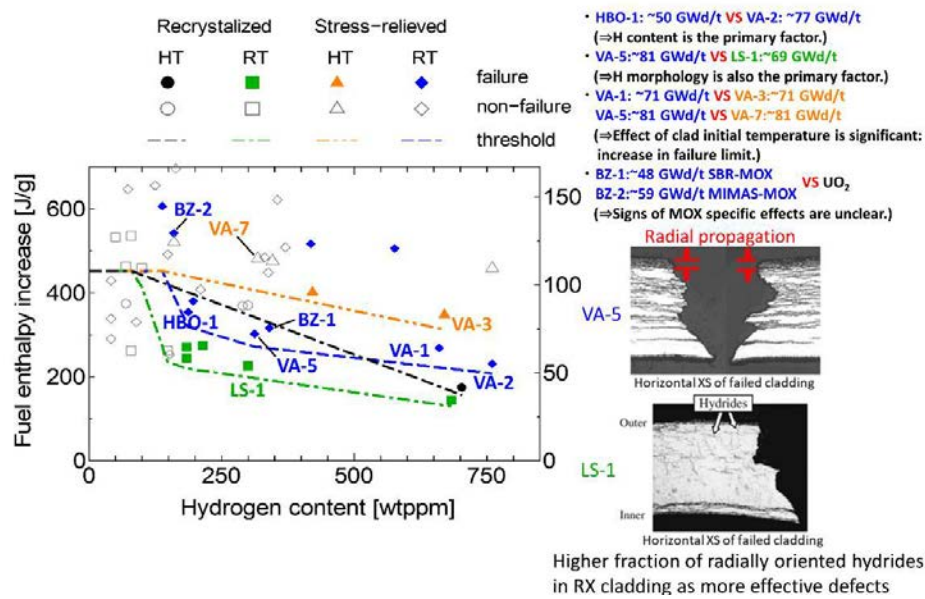 Recrystalized Stress-relieved
HT RT HT RT
failure
non-failure
threshold
Fuel enthalpy increase [J/g]
600
400
200
0
150
100
50
0
0 250 500 750
Hydrogen content [wtppm]
BZ-2
VA-7
HBO-1
BZ-1
VA-5
VA-3
VA-1
VA-2
LS-1
• HBO-1: ~50 GWd/t VS VA-2: ~77 GWd/t
(⇒H content is the primary factor.)
• VA-5:~81 GWd/t VS LS-1:~69 GWd/t
(⇒H morphology is also the primary factor.)
• VA-1: ~71 GWd/t VS VA-3:~71 GWd/t
VA-5:~81 GWd/t VS VA-7:~81 GWd/t
(⇒Effect of clad initial temperature is significant:
increase in failure limit.)
• BZ-1:~48 GWd/t SBR-MOX
BZ-2:~59 GWd/t MIMAS-MOX
VS UO₂
(⇒Signs of MOX specific effects are unclear.)
Radial propagation
VA-5
Horizontal XS of failed cladding
Hydrides
Outer
LS-1
Inner
Horizontal XS of failed cladding
Higher fraction of radially oriented hydrides
in RX cladding as more effective defects